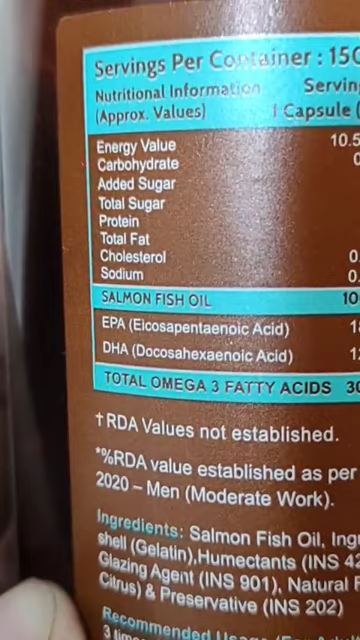 Servings Per Container : 150
Nutritional Information Serving
(Approx. Values) 1 Capsule (
Energy Value 10.5
Carbohydrate 0
Added Sugar
Total Sugar
Protein
Total Fat
Cholesterol 0.
Sodium 0.
SALMON FISH OIL 10
EPA (Eicosapentaenoic Acid) 18
DHA (Docosahexaenoic Acid) 12
TOTAL OMEGA 3 FATTY ACIDS 30
†RDA Values not established.
*%RDA value established as per
2020 – Men (Moderate Work).
Ingredients: Salmon Fish Oil, Ingr
shell (Gelatin),Humectants (INS 42
Glazing Agent (INS 901), Natural F
Citrus) & Preservative (INS 202)
Recommended Usage
3 time